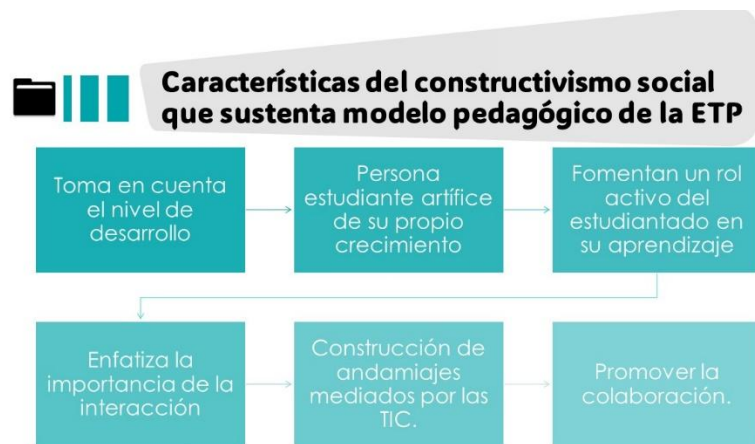 Características del constructivismo social
que sustenta modelo pedagógico de la ETP
Toma en cuenta
el nivel de
desarrollo
Persona
estudiante artífice
de su propio
crecimiento
Fomentan un rol
activo del
estudiantado en
su aprendizaje
Enfatiza la
importancia de la
interacción
Construcción de
andamiajes
mediados por las
TIC.
Promover la
colaboración.